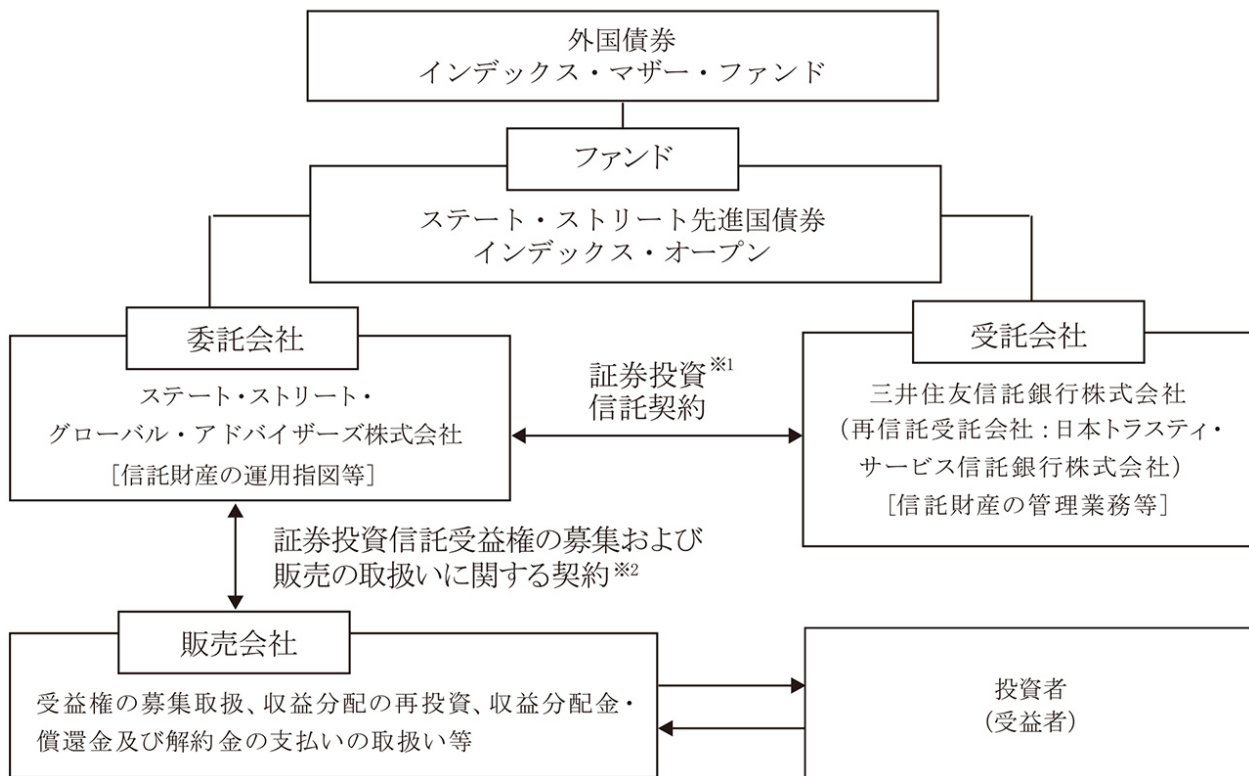 外国債券
インデックス・マザー・ファンド
ファンド
ステート・ストリート先進国債券
インデックス・オープン
委託会社
ステート・ストリート・
グローバル・アドバイザーズ株式会社
[信託財産の運用指図等]
証券投資※1
信託契約
受託会社
三井住友信託銀行株式会社
(再信託受託会社:日本トラスティ・
サービス信託銀行株式会社)
[信託財産の管理業務等]
証券投資信託受益権の募集および
販売の取扱いに関する契約※2
販売会社
受益権の募集取扱、収益分配の再投資、収益分配金・
償還金及び解約金の支払いの取扱い等
投資者
(受益者)